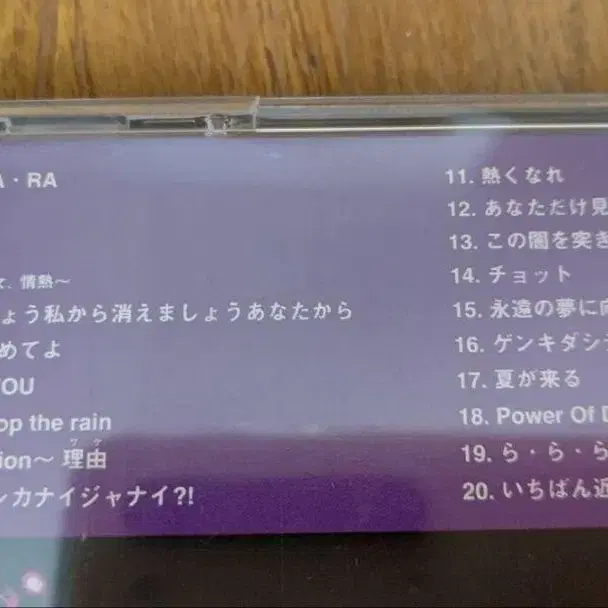 A・RA
情熱～
ょう私から消えましょうあなたから
めてよ
YOU
op the rain
ワケ
ion～ 理由
カナイジャナイ?!
11. 熱くなれ
12. あなただけ見
13. この闇を突き
14. チョット
15. 永遠の夢に向
16. ゲンキダシ
17. 夏が来る
18. Power Of D
19. ら・ら・ら
20. いちばん近